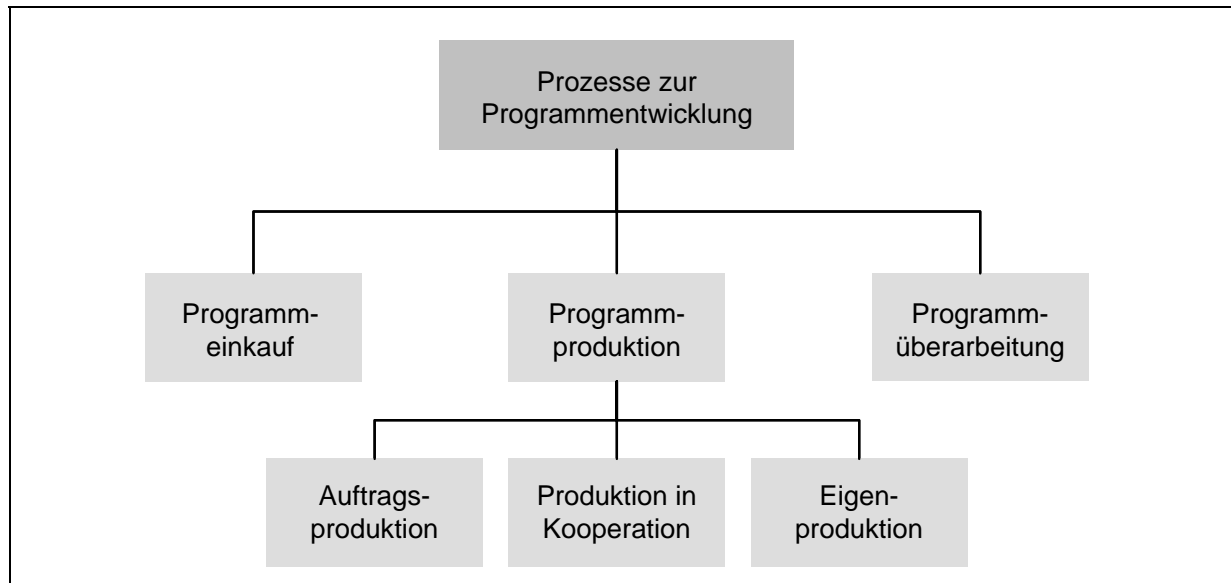 Prozesse zur
Programmentwicklung
Programm-
einkauf
Programm-
produktion
Programm-
überarbeitung
Auftrags-
produktion
Produktion in
Kooperation
Eigen-
produktion